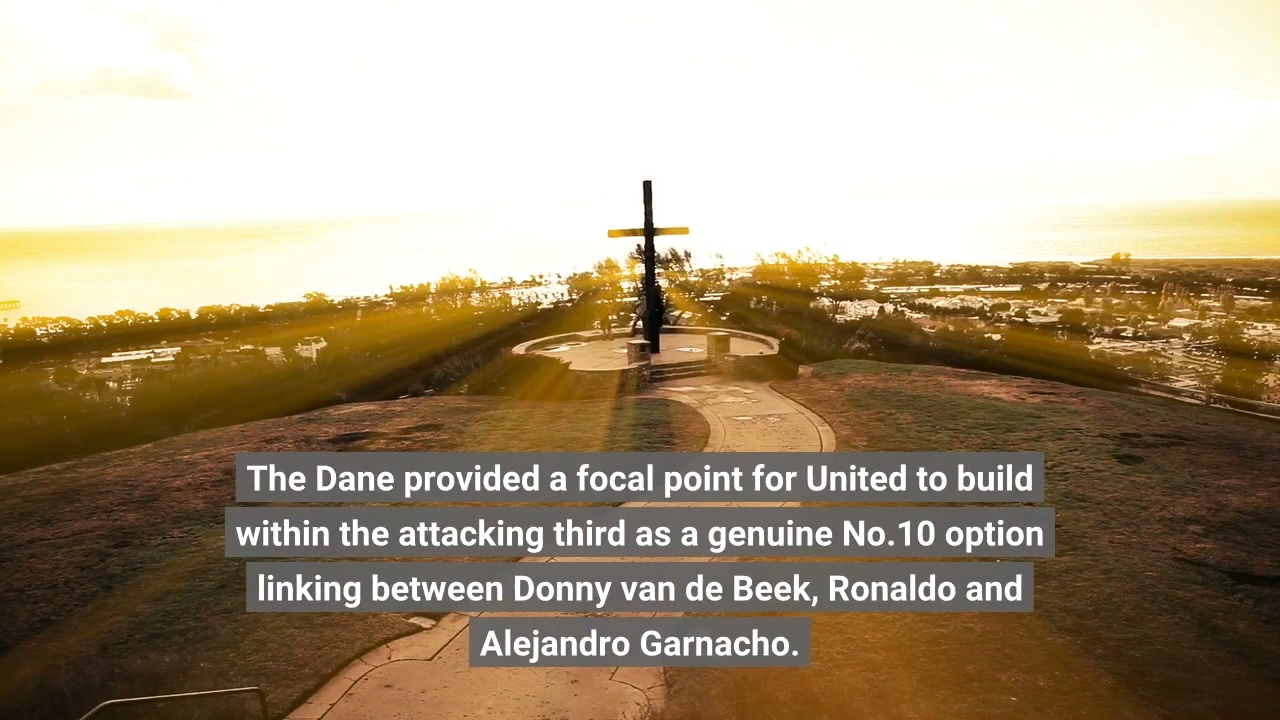 The Dane provided a focal point for United to build
within the attacking third as a genuine No.10 option
linking between Donny van de Beek, Ronaldo and
Alejandro Garnacho.